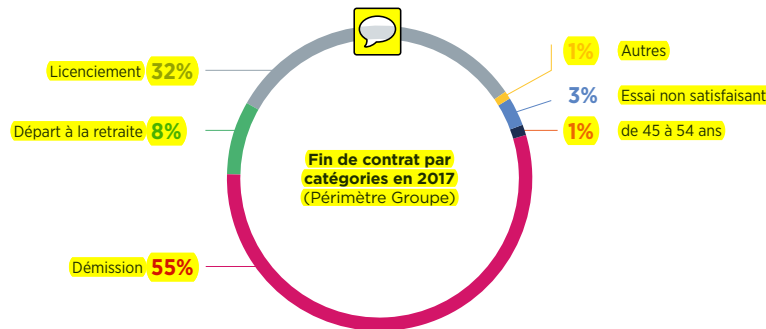 1% Autres
Licenciement 32%
3% Essai non satisfaisant
Départ à la retraite 8%
1% de 45 à 54 ans
Fin de contrat par
catégories en 2017
(Périmètre Groupe)
Démission 55%